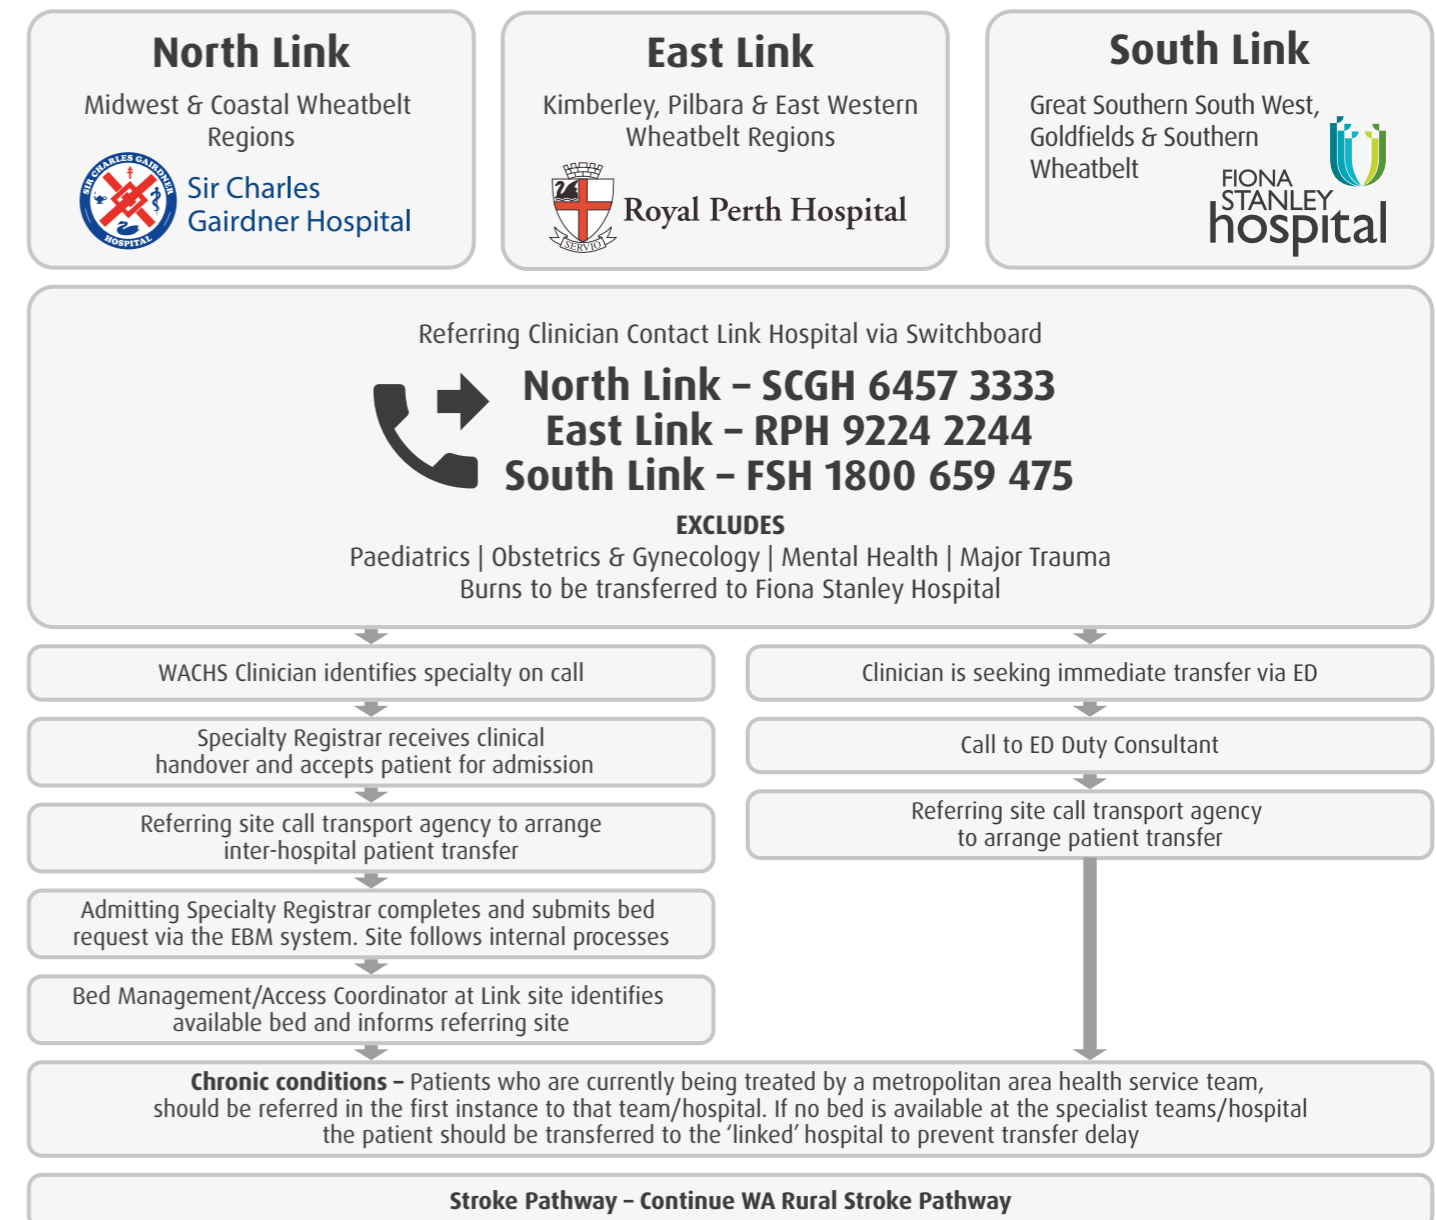 North Link
Midwest & Coastal Wheatbelt
Regions
SIR CHARLES GAIRDNER
HOSPITAL
Sir Charles
Gairdner Hospital
East Link
Kimberley, Pilbara & East Western
Wheatbelt Regions
SERVIO
Royal Perth Hospital
South Link
Great Southern South West,
Goldfields & Southern
Wheatbelt
FIONA
STANLEY
hospital
Referring Clinician Contact Link Hospital via Switchboard
North Link – SCGH 6457 3333
East Link – RPH 9224 2244
South Link – FSH 1800 659 475
EXCLUDES
Paediatrics | Obstetrics & Gynecology | Mental Health | Major Trauma
Burns to be transferred to Fiona Stanley Hospital
WACHS Clinician identifies specialty on call
Specialty Registrar receives clinical
handover and accepts patient for admission
Referring site call transport agency to arrange
inter-hospital patient transfer
Admitting Specialty Registrar completes and submits bed
request via the EBM system. Site follows internal processes
Bed Management/Access Coordinator at Link site identifies
available bed and informs referring site
Clinician is seeking immediate transfer via ED
Call to ED Duty Consultant
Referring site call transport agency
to arrange patient transfer
Chronic conditions – Patients who are currently being treated by a metropolitan area health service team,
should be referred in the first instance to that team/hospital. If no bed is available at the specialist teams/hospital
the patient should be transferred to the ‘linked’ hospital to prevent transfer delay
Stroke Pathway – Continue WA Rural Stroke Pathway